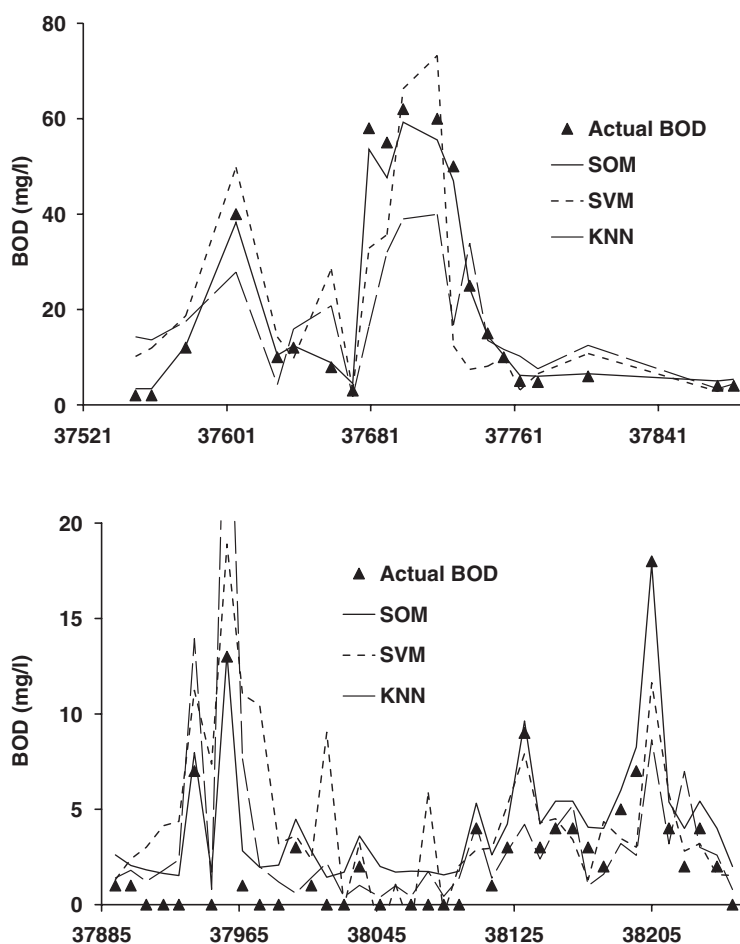 80
60
40
20
0
BOD (mg/l)
Actual BOD
SOM
SVM
KNN
37521 37601 37681 37761 37841
20
15
10
5
0
BOD (mg/l)
Actual BOD
SOM
SVM
KNN
37885 37965 38045 38125 38205